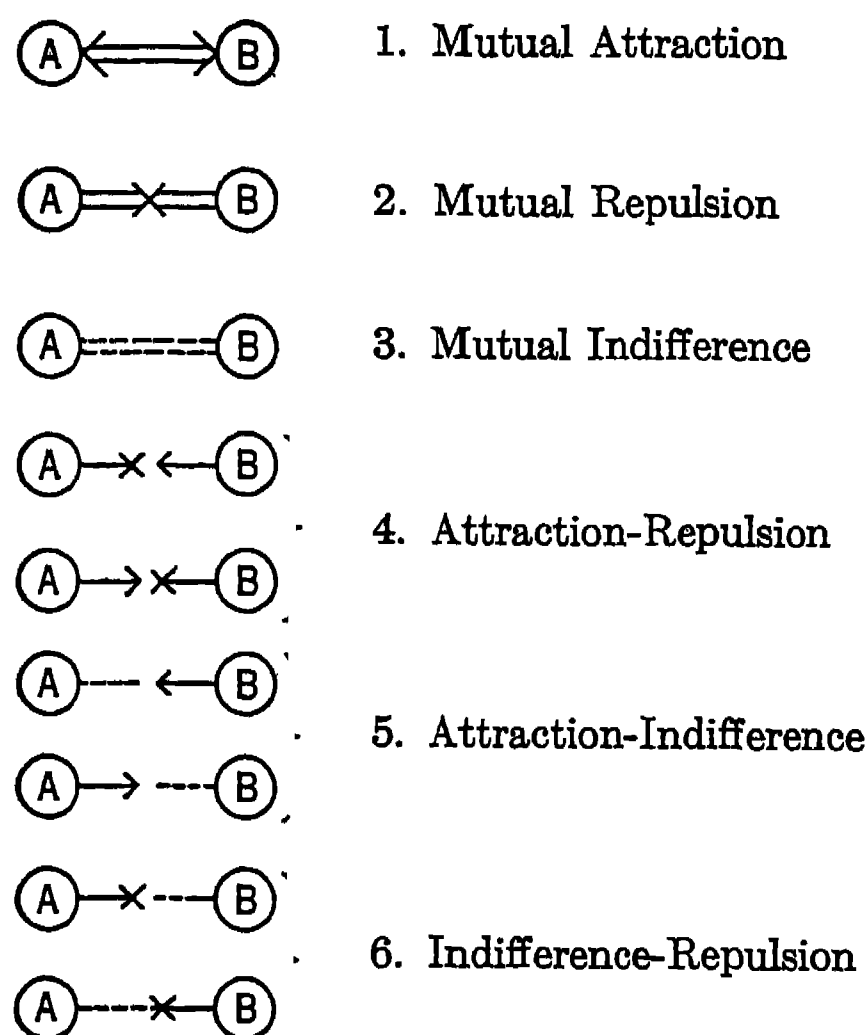 A B 1. Mutual Attraction
A B 2. Mutual Repulsion
A B 3. Mutual Indifference
A B
4. Attraction-Repulsion
A B
A B
5. Attraction-Indifference
A B
A B
6. Indifference-Repulsion
A B